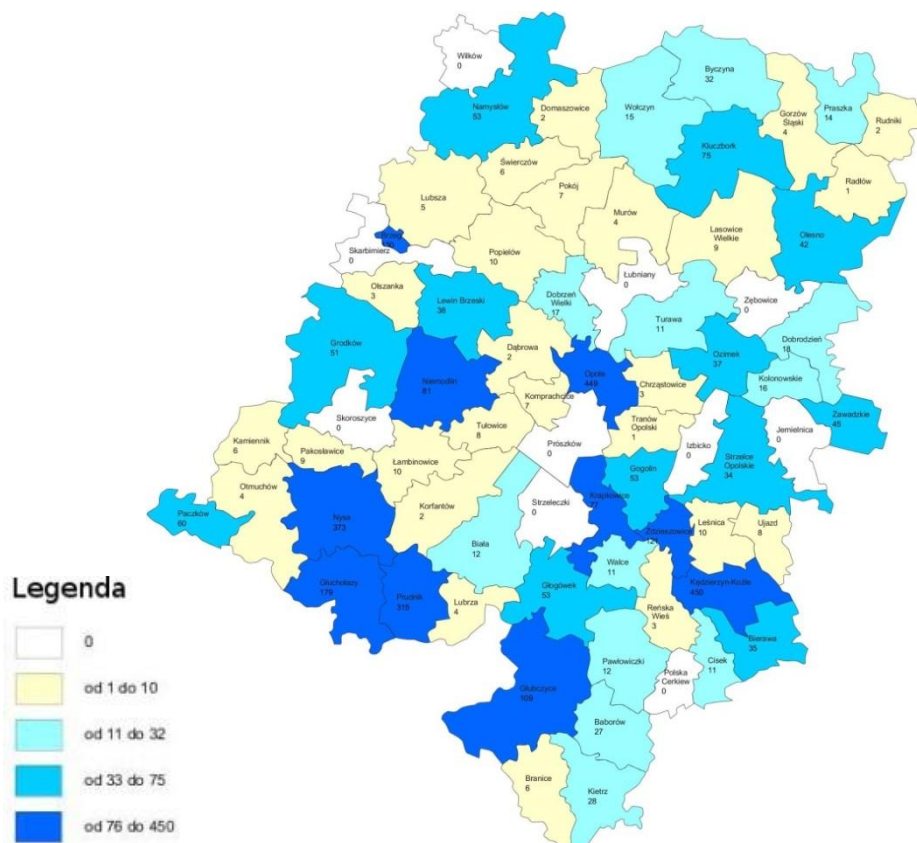 Wilków
0
Namysłów
53
Domaszowice
2
Wołczyn
15
Byczyna
32
Gorzów
Śląski
4
Praszka
14
Rudniki
2
Kluczbork
75
Radłów
1
Świerczów
6
Pokój
7
Lubsza
5
Murów
4
Lasowice
Wielkie
9
Olesno
42
Skarbimierz
0
Popielów
10
Łubniany
0
Olszanka
3
Lewin Brzeski
38
Dobrzeń
Wielki
17
Turawa
11
Zębowice
0
Dobrodzień
18
Grodków
51
Dąbrowa
2
Ozimek
37
Niemodlin
81
Opole
449
Chrząstowice
3
Kolonowskie
16
Komprachcice
7
Skoroszyce
0
Tułowice
8
Tranów
Opolski
1
Zawadzkie
45
Jemielnica
0
Izbicko
0
Prószków
0
Kamiennik
6
Pakosławice
9
Łambinowice
10
Strzelce
Opolskie
34
Gogolin
53
Otmuchów
4
Korfantów
2
Strzeleczki
0
Krapkowice
77
Paczków
60
Nysa
373
Leśnica
10
Ujazd
8
Zdzieszowice
121
Biała
12
Walce
11
Głuchołazy
179
Prudnik
316
Głogówek
53
Kędzierzyn-Koźle
450
Lubrza
4
Reńska
Wieś
3
Bierawa
35
Pawłowiczki
12
Polska
Cerkiew
0
Cisek
11
Głubczyce
109
Baborów
27
Branice
6
Kietrz
28
Legenda
0
od 1 do 10
od 11 do 32
od 33 do 75
od 76 do 450